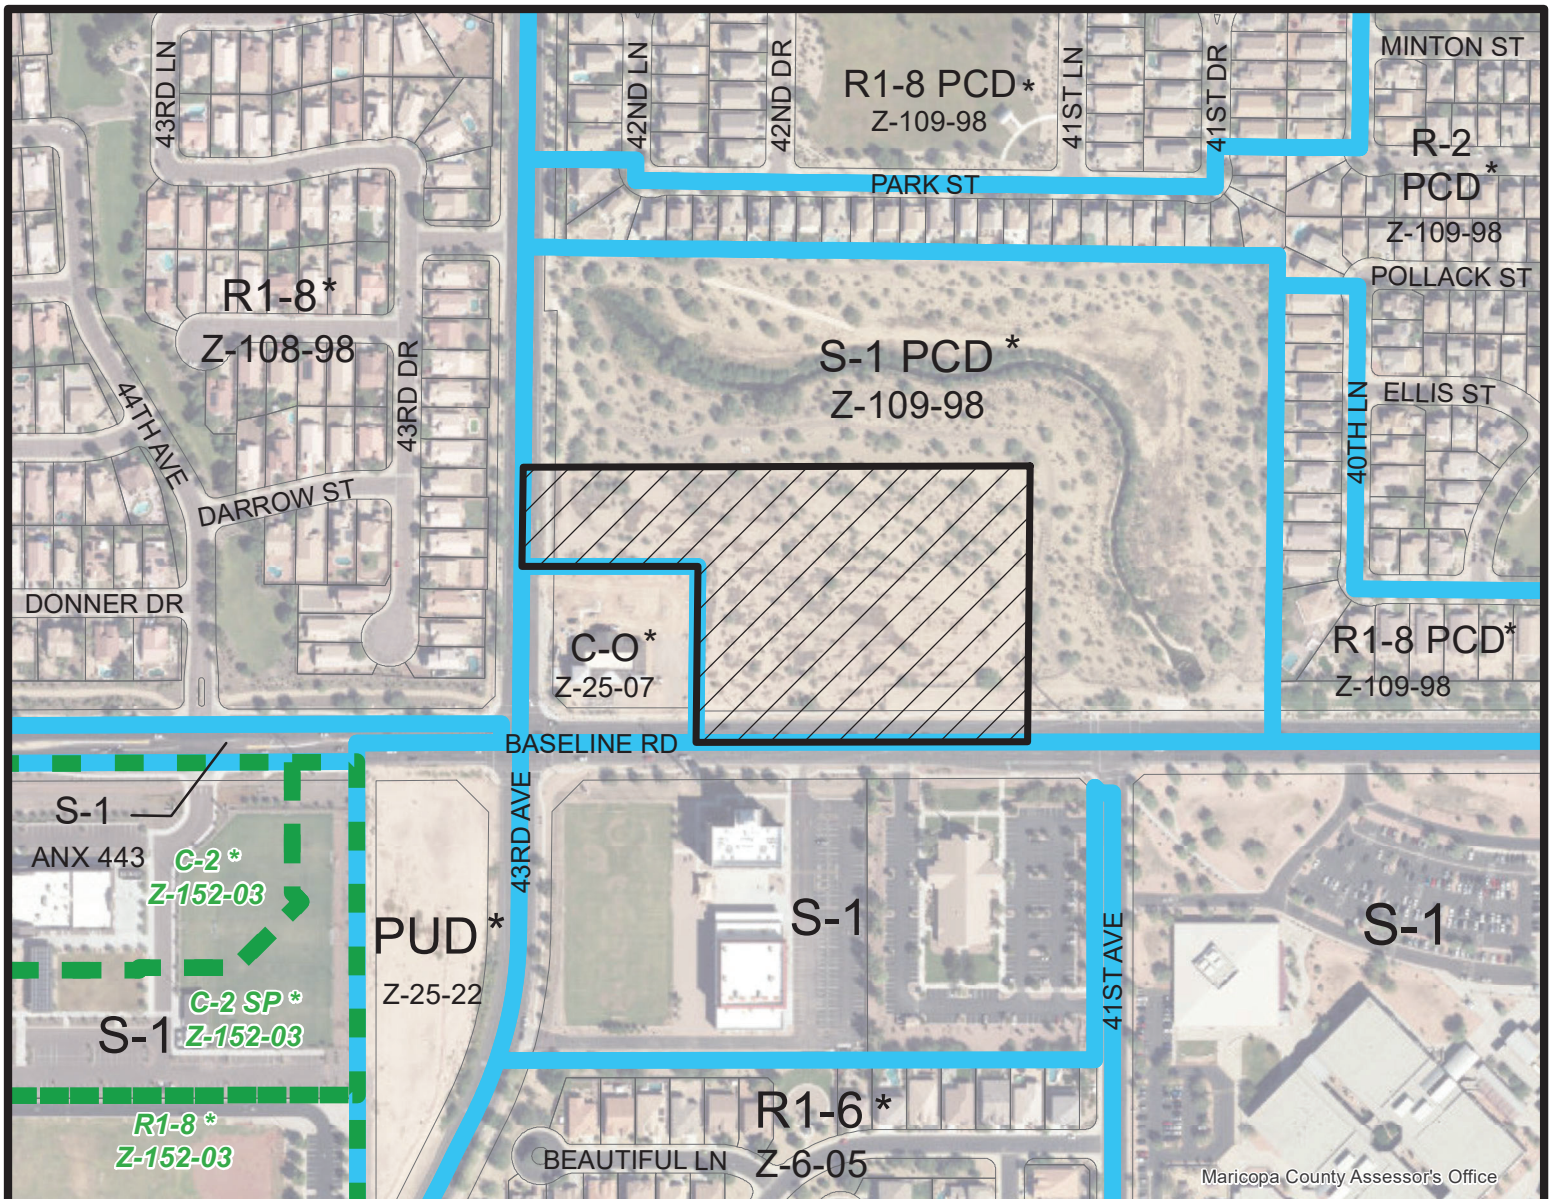 43RD LN
42ND LN
42ND DR
R1-8 PCD *
Z-109-98
41ST LN
41ST DR
MINTON ST
R-2
PCD *
Z-109-98
PARK ST
POLLACK ST
R1-8 *
Z-108-98
43RD DR
44TH AVE
S-1 PCD *
Z-109-98
ELLIS ST
40TH LN
DARROW ST
DONNER DR
C-O *
Z-25-07
R1-8 PCD *
Z-109-98
BASELINE RD
S-1
ANX 443
C-2 *
Z-152-03
43RD AVE
PUD *
Z-25-22
S-1
S-1
41ST AVE
C-2 SP *
Z-152-03
S-1
R1-8 *
Z-152-03
R1-6 *
Z-6-05
BEAUTIFUL LN
Maricopa County Assessor's Office